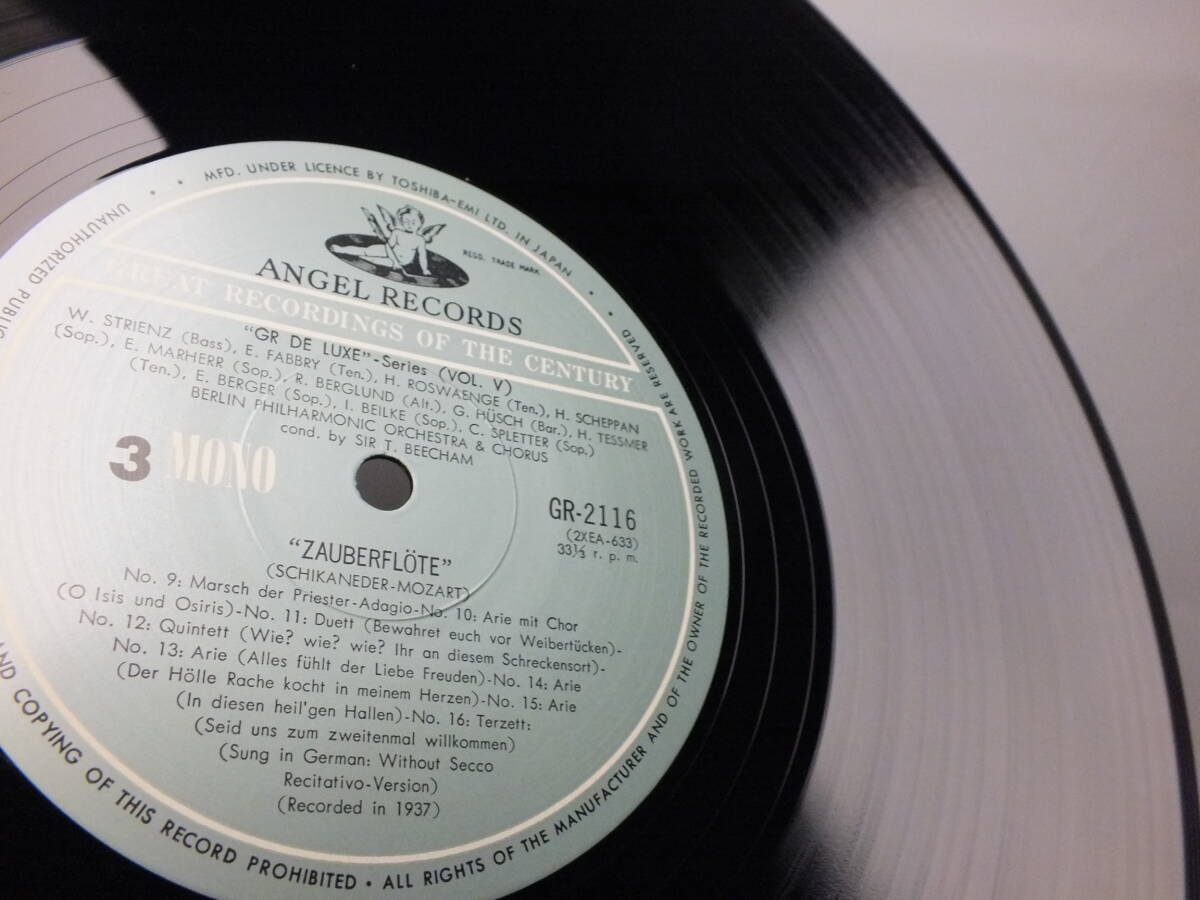 MFD. UNDER LICENCE BY TOSHIBA-EMI LTD. IN JAPAN
REGD. TRADE MARK
ANGEL RECORDS
GREAT RECORDINGS OF THE CENTURY
"GR DE LUXE"-Series (VOL. V)
W. STRIENZ (Bass), E. FABBRY (Ten.), H. ROSWAENGE (Ten.), H. SCHEPPAN
(Sop.), E. MARHERR (Sop.), R. BERGLUND (Alt.), G. HÜSCH (Bar.), H. TESSMER
(Ten.), E. BERGER (Sop.), I. BEILKE (Sop.), C. SPLETTER (Sop.)
BERLIN PHILHARMONIC ORCHESTRA & CHORUS
cond. by SIR T. BEECHAM
3 MONO
GR-2116
(2XEA-633)
33⅓ r. p. m.
"ZAUBERFLÖTE"
(SCHIKANEDER-MOZART)
No. 9: Marsch der Priester-Adagio-No. 10: Arie mit Chor
(O Isis und Osiris)-No. 11: Duett (Bewahret euch vor Weibertücken)-
No. 12: Quintett (Wie? wie? wie? Ihr an diesem Schreckensort)-
No. 13: Arie (Alles fühlt der Liebe Freuden)-No. 14: Arie
(Der Hölle Rache kocht in meinem Herzen)-No. 15: Arie
(In diesen heil'gen Hallen)-No. 16: Terzett:
(Seid uns zum zweitenmal willkommen)
(Sung in German: Without Secco
Recitativo-Version)
(Recorded in 1937)
UNAUTHORIZED PUBLIC
AND COPYING OF THIS RECORD PROHIBITED • ALL RIGHTS OF THE MANUFACTURER AND OF THE OWNER OF THE RECORDED WORK ARE RESERVED